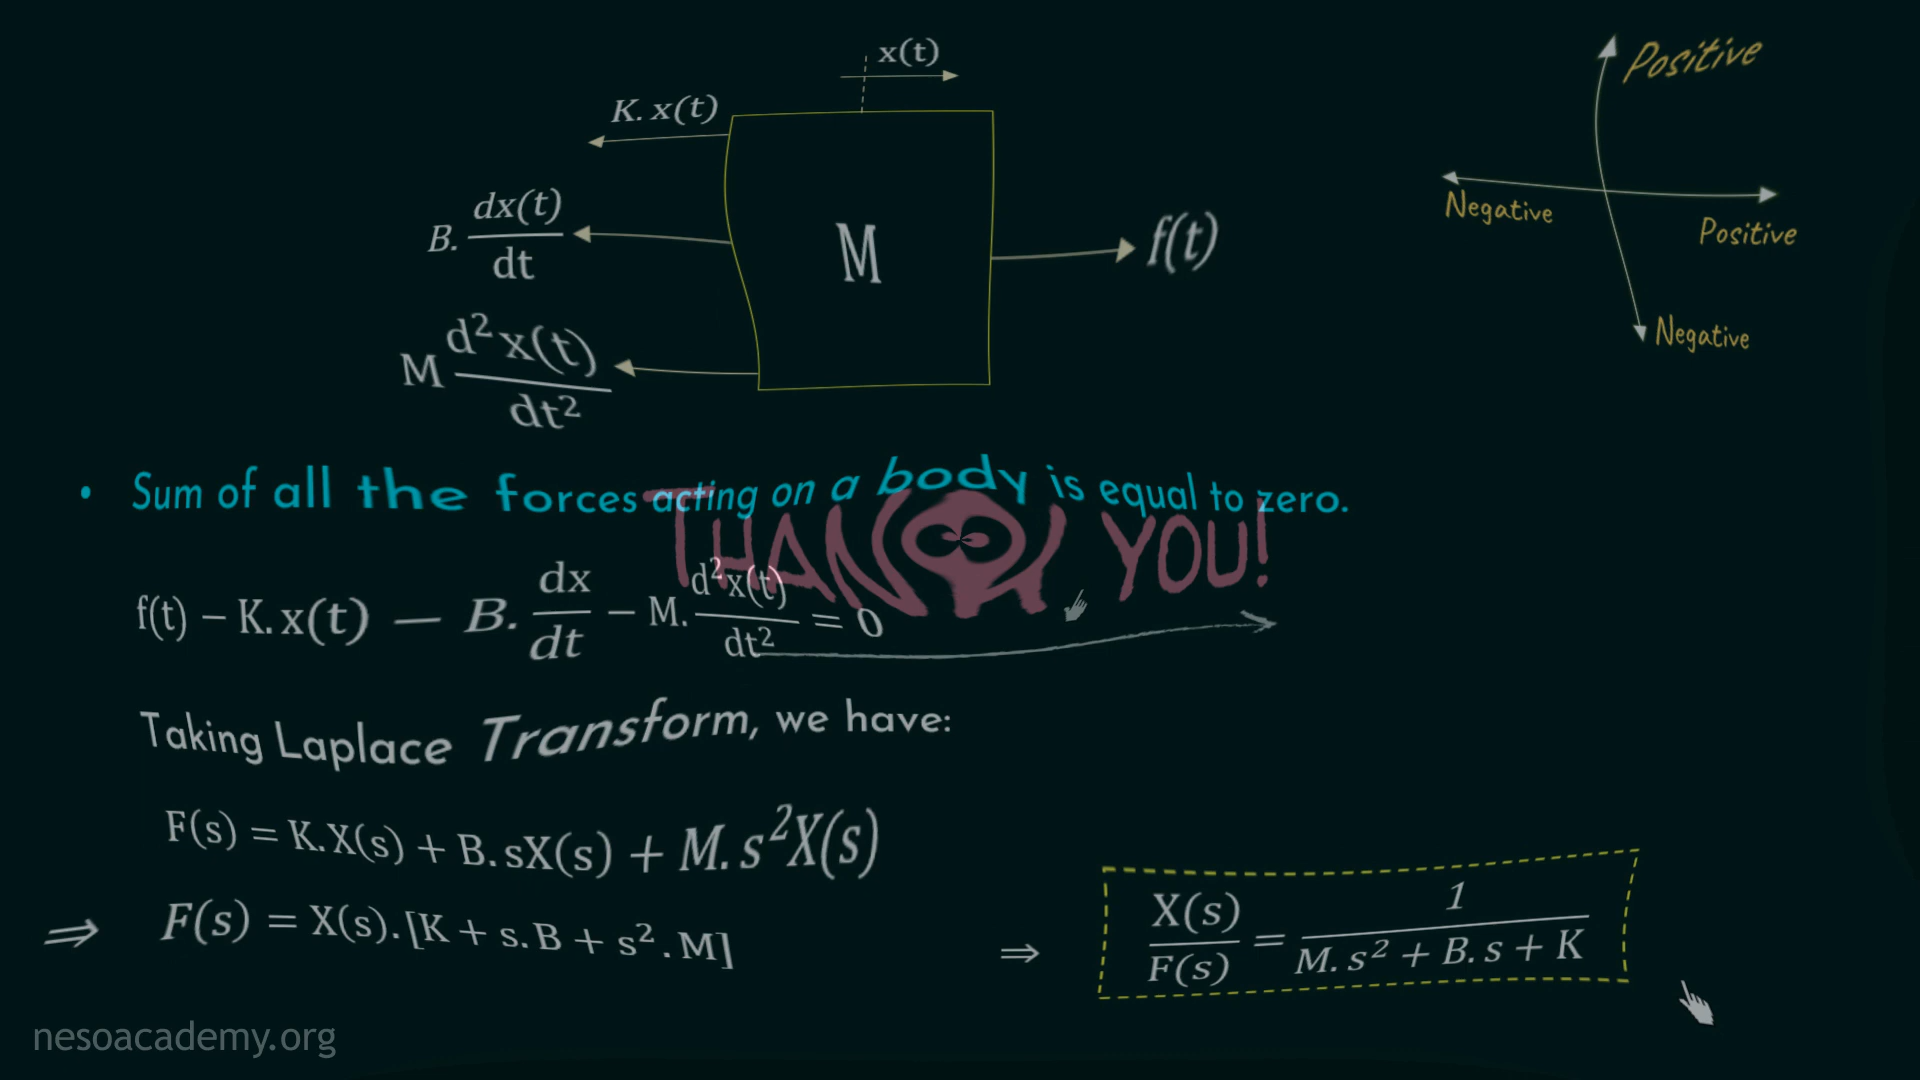 x(t)
K. x(t)
B. dx(t)/dt
M d²x(t)/dt²
M
f(t)
Positive
Negative
Positive
Negative
• Sum of all the forces acting on a body is equal to zero.
THANK YOU!
f(t) − K. x(t) − B. dx/dt − M. d²x(t)/dt² = 0
Taking Laplace Transform, we have:
F(s) = K. X(s) + B. sX(s) + M. s²X(s)
⇒ F(s) = X(s). [K + s. B + s². M]
⇒ X(s)/F(s) = 1/(M. s² + B. s + K)
nesoacademy.org